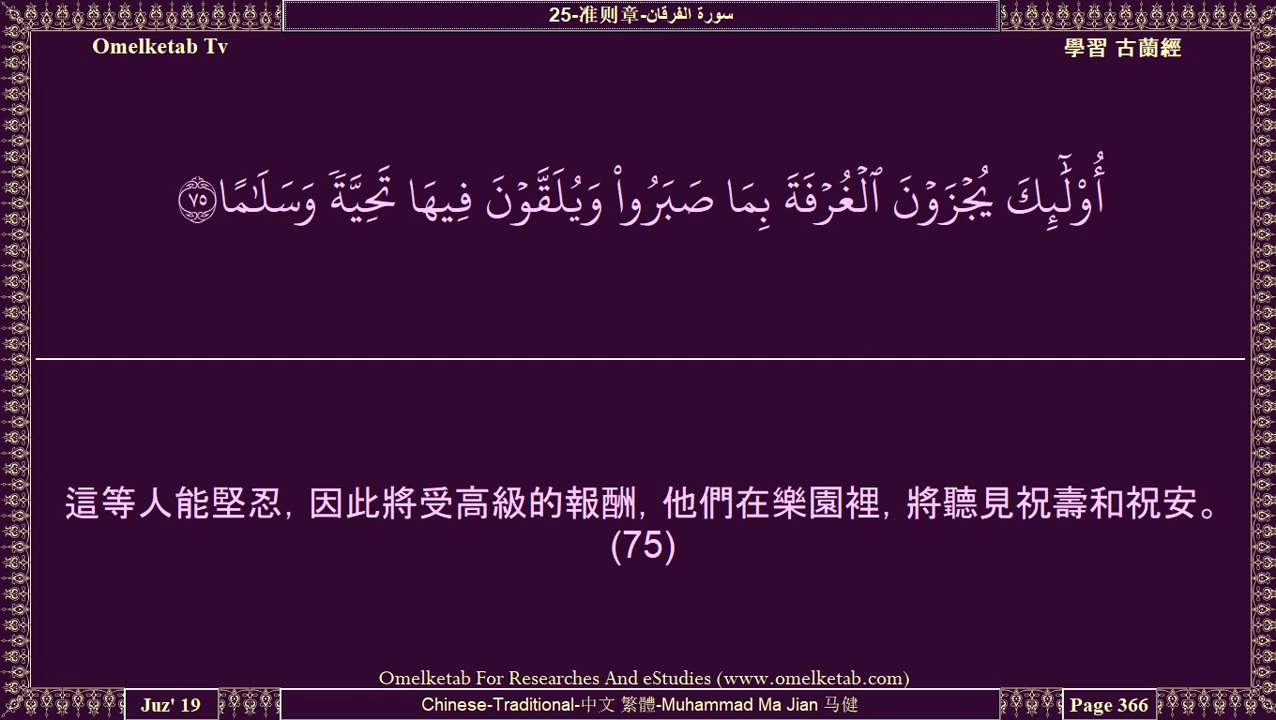 25-准则章-سورة الفرقان
Omelketab Tv
學習 古蘭經
أُوْلَٰٓئِكَ يُجۡزَوۡنَ ٱلۡغُرۡفَةَ بِمَا صَبَرُواْ وَيُلَقَّوۡنَ فِيهَا تَحِيَّةٗ وَسَلَٰمًا ٧٥
這等人能堅忍, 因此將受高級的報酬, 他們在樂園裡, 將聽見祝壽和祝安。
(75)
Omelketab For Researches And eStudies (www.omelketab.com)
Juz' 19
Chinese-Traditional-中文 繁體-Muhammad Ma Jian 马健
Page 366